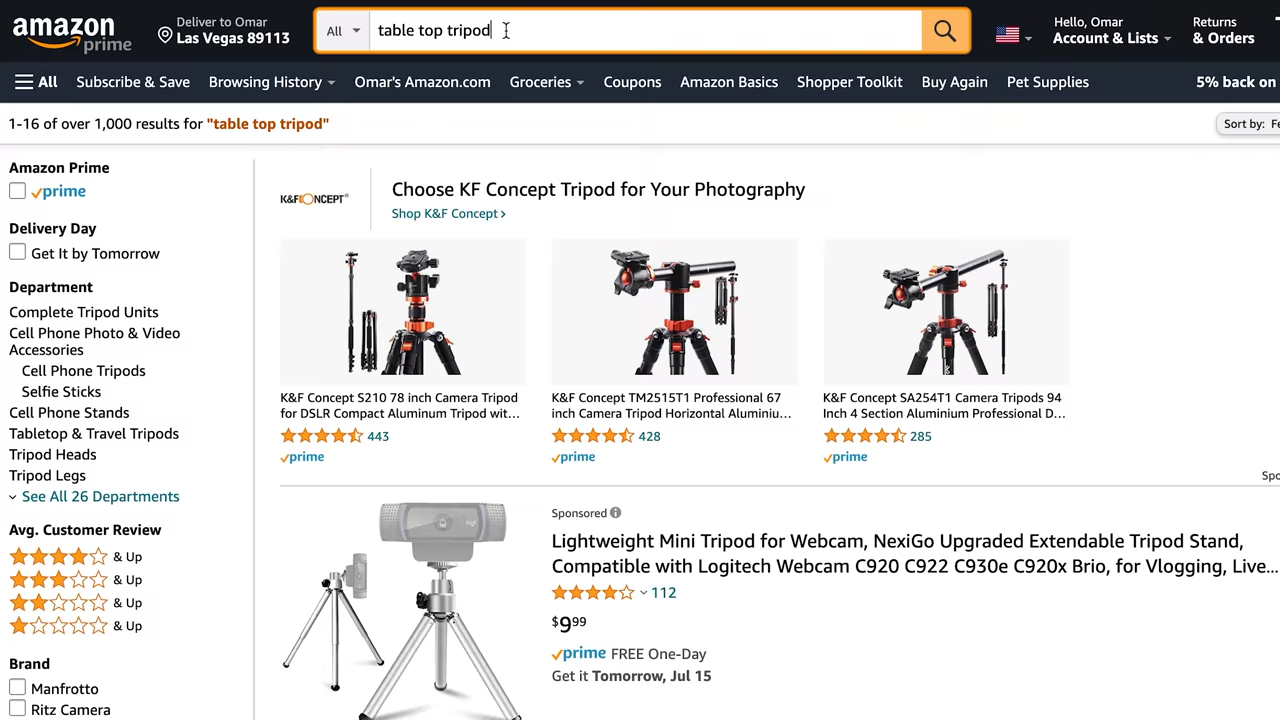 amazon
prime
Deliver to Omar
Las Vegas 89113
All
table top tripod
Hello, Omar
Account & Lists
Returns
& Orders
All
Subscribe & Save
Browsing History
Omar's Amazon.com
Groceries
Coupons
Amazon Basics
Shopper Toolkit
Buy Again
Pet Supplies
5% back on
1-16 of over 1,000 results for "table top tripod"
Sort by: Fe
Amazon Prime
prime
Delivery Day
Get It by Tomorrow
Department
Complete Tripod Units
Cell Phone Photo & Video
Accessories
Cell Phone Tripods
Selfie Sticks
Cell Phone Stands
Tabletop & Travel Tripods
Tripod Heads
Tripod Legs
See All 26 Departments
Avg. Customer Review
& Up
& Up
& Up
& Up
Brand
Manfrotto
Ritz Camera
K&F CONCEPT®
Choose KF Concept Tripod for Your Photography
Shop K&F Concept ›
K&F Concept S210 78 inch Camera Tripod
for DSLR Compact Aluminum Tripod wit...
443
prime
K&F Concept TM2515T1 Professional 67
inch Camera Tripod Horizontal Aluminiu...
428
prime
K&F Concept SA254T1 Camera Tripods 94
Inch 4 Section Aluminium Professional D...
285
prime
Spo
Sponsored
Lightweight Mini Tripod for Webcam, NexiGo Upgraded Extendable Tripod Stand,
Compatible with Logitech Webcam C920 C922 C930e C920x Brio, for Vlogging, Live...
112
$999
prime FREE One-Day
Get it Tomorrow, Jul 15